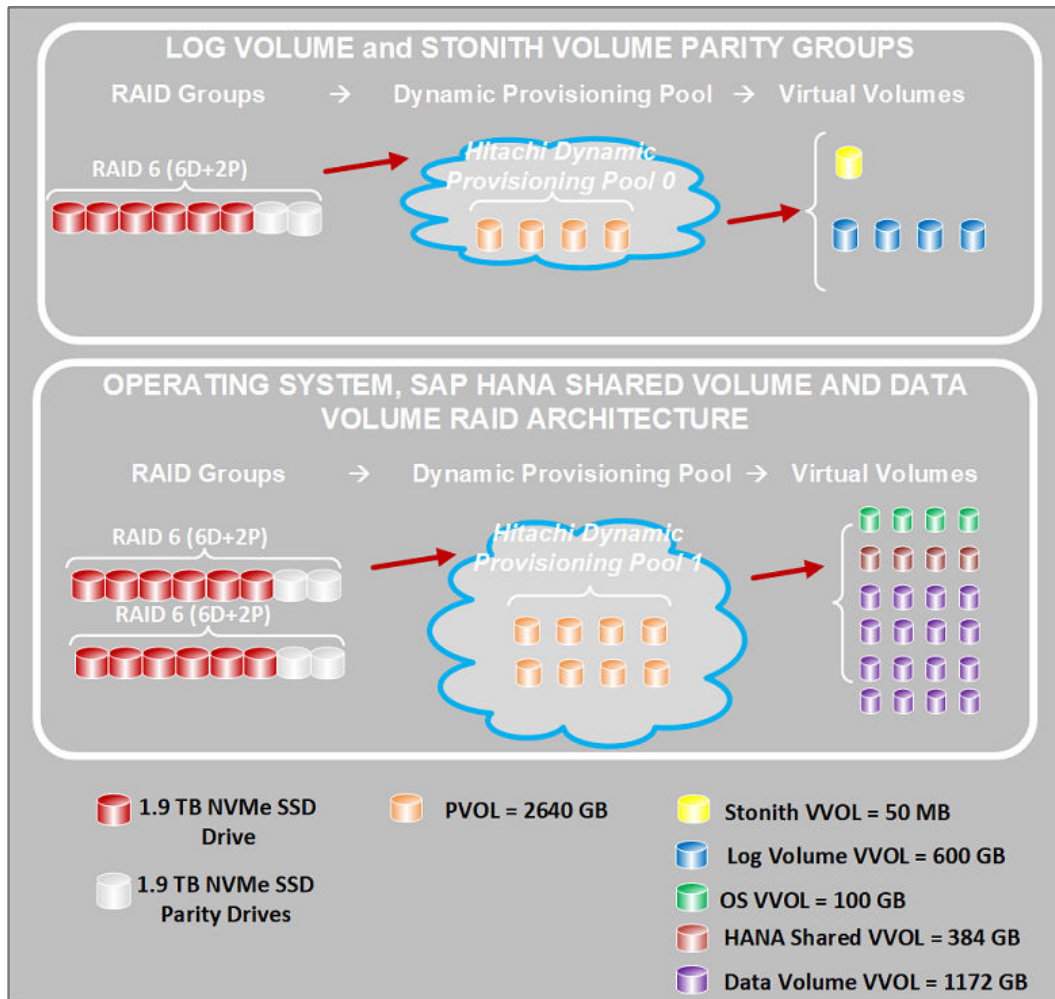 LOG VOLUME and STONITH VOLUME PARITY GROUPS
RAID Groups → Dynamic Provisioning Pool → Virtual Volumes
RAID 6 (6D+2P)
Hitachi Dynamic
Provisioning Pool 0
OPERATING SYSTEM, SAP HANA SHARED VOLUME AND DATA
VOLUME RAID ARCHITECTURE
RAID Groups → Dynamic Provisioning Pool → Virtual Volumes
RAID 6 (6D+2P)
RAID 6 (6D+2P)
Hitachi Dynamic
Provisioning Pool 1
1.9 TB NVMe SSD
Drive
1.9 TB NVMe SSD
Parity Drives
PVOL = 2640 GB
Stonith VVOL = 50 MB
Log Volume VVOL = 600 GB
OS VVOL = 100 GB
HANA Shared VVOL = 384 GB
Data Volume VVOL = 1172 GB